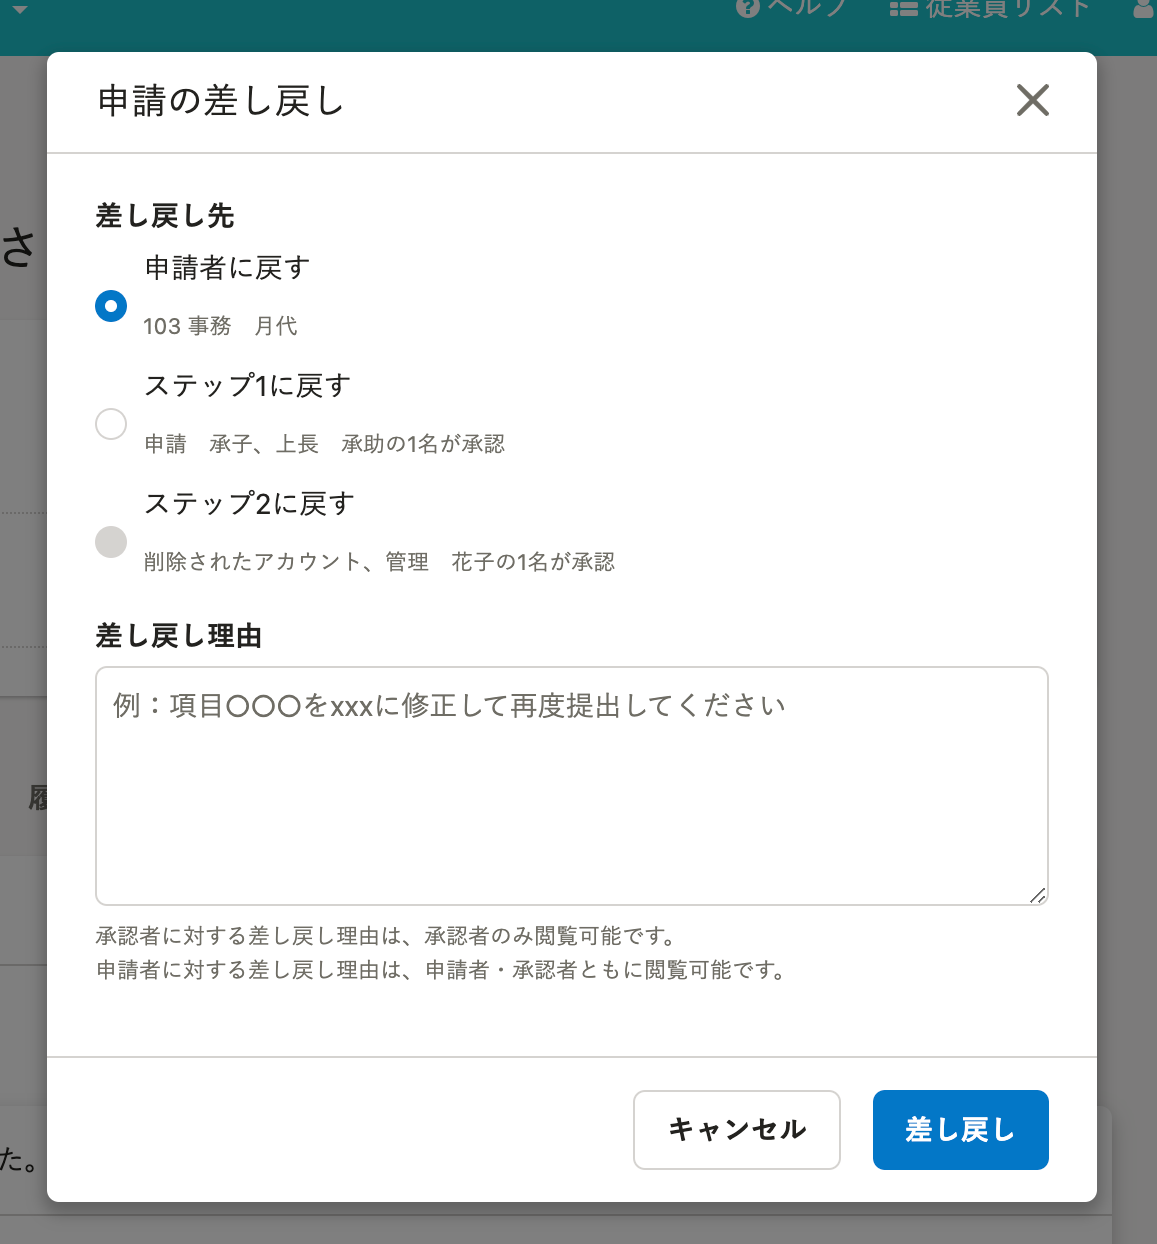 ヘルプ 従業員リスト
申請の差し戻し
さ
差し戻し先
申請者に戻す
103 事務　月代
ステップ1に戻す
申請　承子、上長　承助の1名が承認
ステップ2に戻す
削除されたアカウント、管理　花子の1名が承認
差し戻し理由
例：項目〇〇〇をxxxに修正して再度提出してください
履
承認者に対する差し戻し理由は、承認者のみ閲覧可能です。
申請者に対する差し戻し理由は、申請者・承認者ともに閲覧可能です。
キャンセル 差し戻し
た。